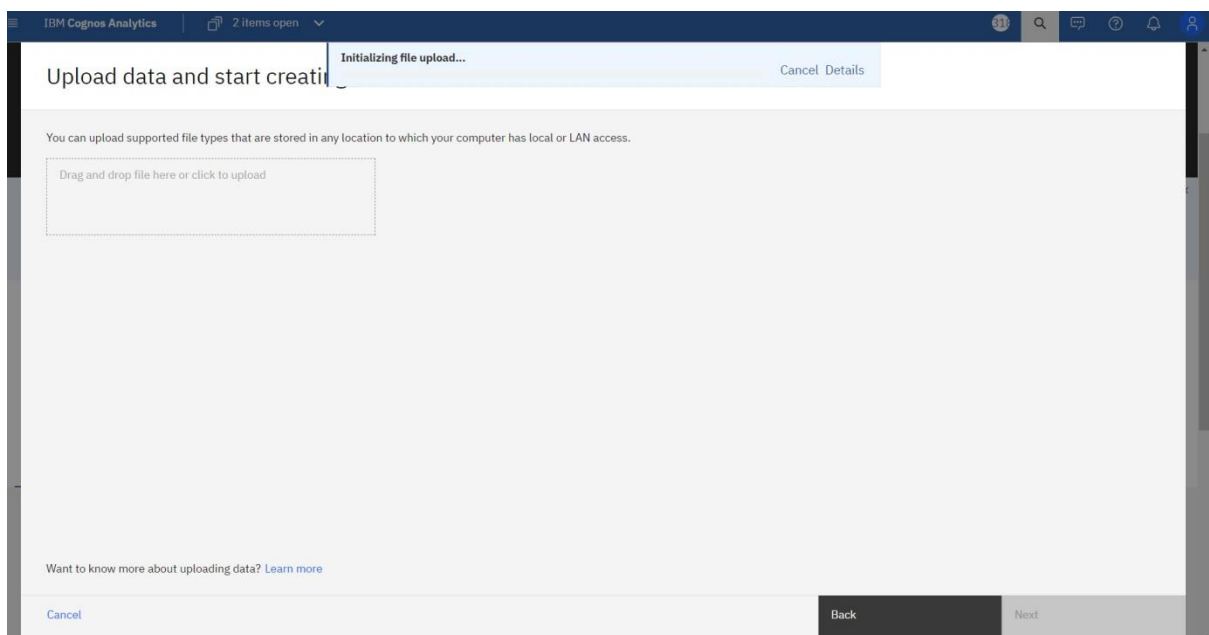 IBM Cognos Analytics
2 items open
Initializing file upload...
Cancel Details
Upload data and start
You can upload supported file types that are stored in any location to which your computer has local or LAN access.
Drag and drop file here or click to upload
Want to know more about uploading data? Learn more
Cancel
Back
Next